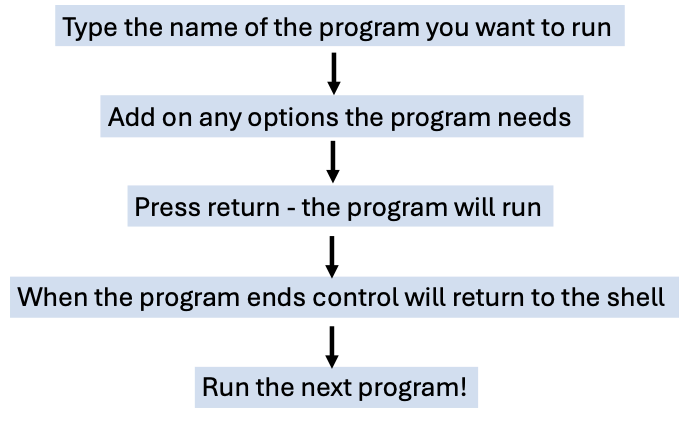 Type the name of the program you want to run
Add on any options the program needs
Press return - the program will run
When the program ends control will return to the shell
Run the next program!